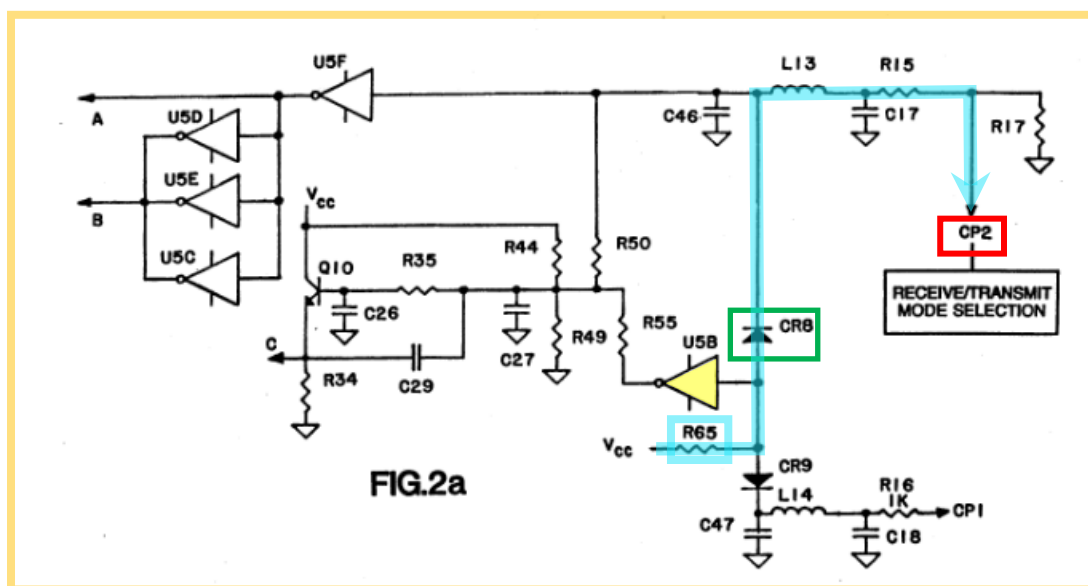 U5F
L13
R15
A
U5D
C46
C17
R17
U5E
B
Vcc
CP2
U5C
R44
R50
Q10
R35
RECEIVE/TRANSMIT
MODE SELECTION
C26
R55
CR8
R49
U5B
C
C27
R34
C29
R65
Vcc
FIG.2a
CR9
L14
R16
1K
CP1
C47
C18